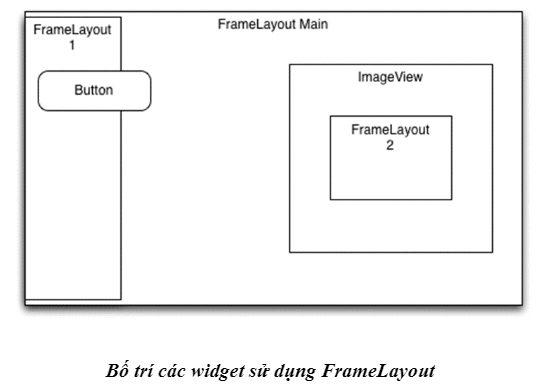 FrameLayout Main
FrameLayout
1
Button
ImageView
FrameLayout
2
Bố trí các widget sử dụng FrameLayout